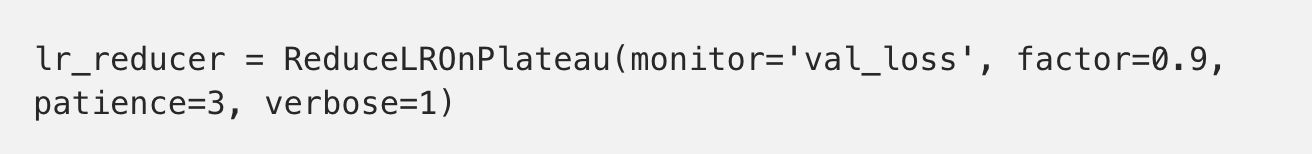 lr_reducer = ReduceLROnPlateau(monitor='val_loss', factor=0.9,
patience=3, verbose=1)